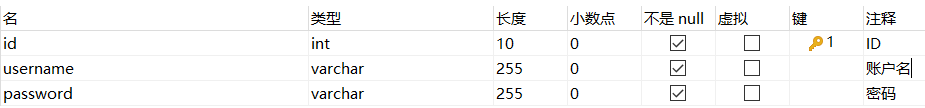 名 类型 长度 小数点 不是 null 虚拟 键 注释
id int 10 0 1 ID
username varchar 255 0 账户名
password varchar 255 0 密码